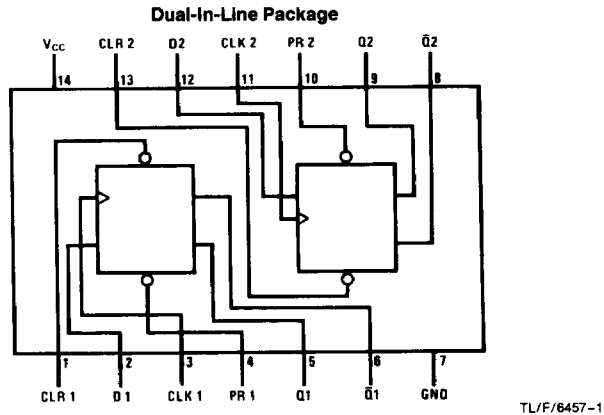 Dual-In-Line Package
VCC CLR 2 D2 CLK 2 PR 2 Q2 Q̅2
14 13 12 11 10 9 8
1 2 3 4 5 6 7
CLR 1 D1 CLK 1 PR 1 Q1 Q̅1 GND
TL/F/6457-1